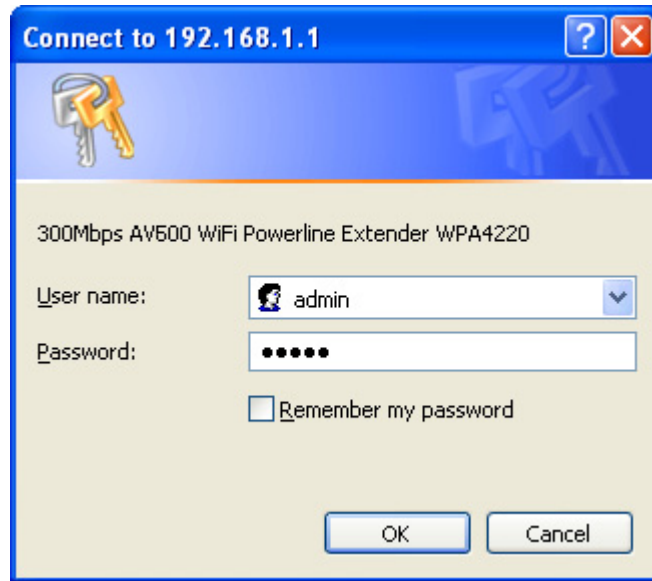 Connect to 192.168.1.1
300Mbps AV500 WiFi Powerline Extender WPA4220
User name:
admin
Password:
●●●●●
Remember my password
OK
Cancel